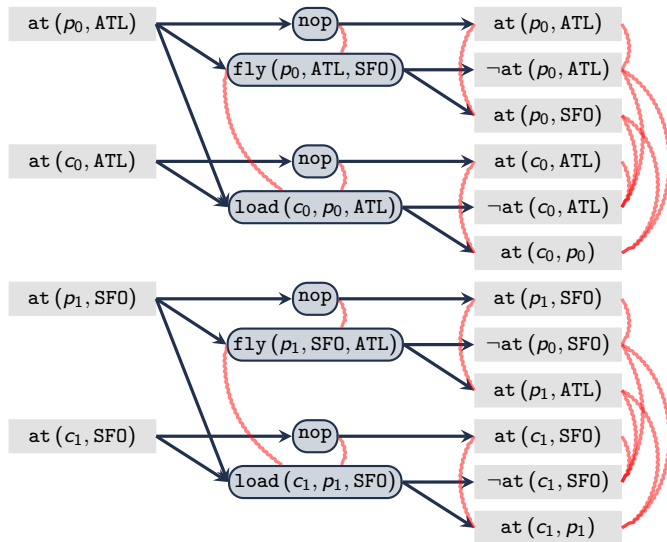 at(p₀, ATL) nop at(p₀, ATL)
fly(p₀, ATL, SFO) ¬at(p₀, ATL)
at(p₀, SFO)
at(c₀, ATL) nop at(c₀, ATL)
load(c₀, p₀, ATL) ¬at(c₀, ATL)
at(c₀, p₀)
at(p₁, SFO) nop at(p₁, SFO)
fly(p₁, SFO, ATL) ¬at(p₀, SFO)
at(p₁, ATL)
at(c₁, SFO) nop at(c₁, SFO)
load(c₁, p₁, SFO) ¬at(c₁, SFO)
at(c₁, p₁)